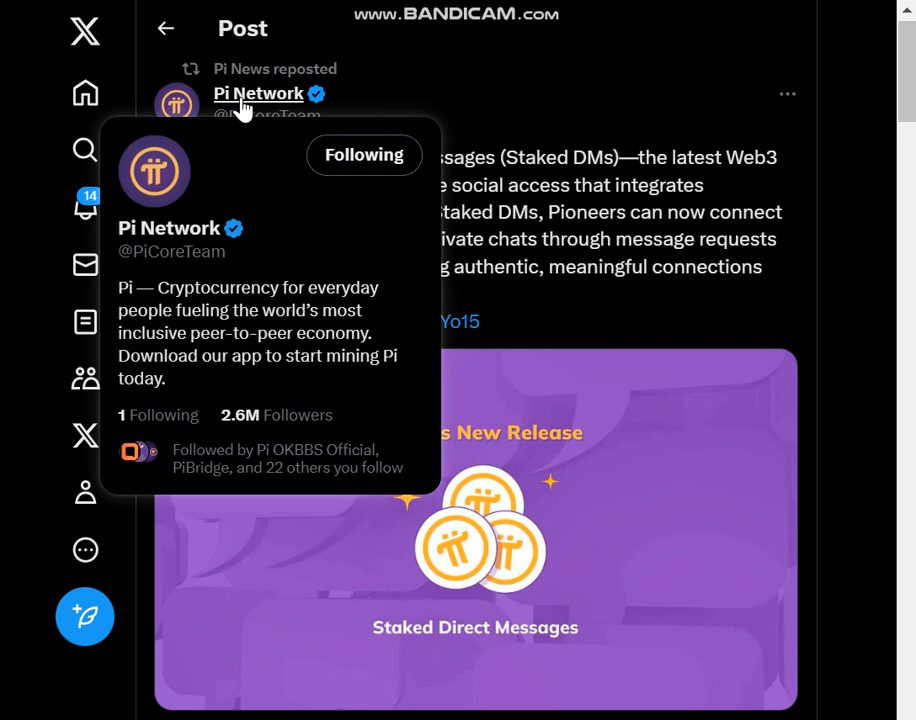 www.BANDICAM.com
Post
Pi News reposted
Pi Network
Following
Pi Network
@PiCoreTeam
Pi — Cryptocurrency for everyday
people fueling the world's most
inclusive peer-to-peer economy.
Download our app to start mining Pi
today.
1 Following 2.6M Followers
Followed by Pi OKBBS Official,
PiBridge, and 22 others you follow
14
(Staked DMs)—the latest Web3
social access that integrates
DMs, Pioneers can now connect
chats through message requests
authentic, meaningful connections
Yo15
New Release
Staked Direct Messages